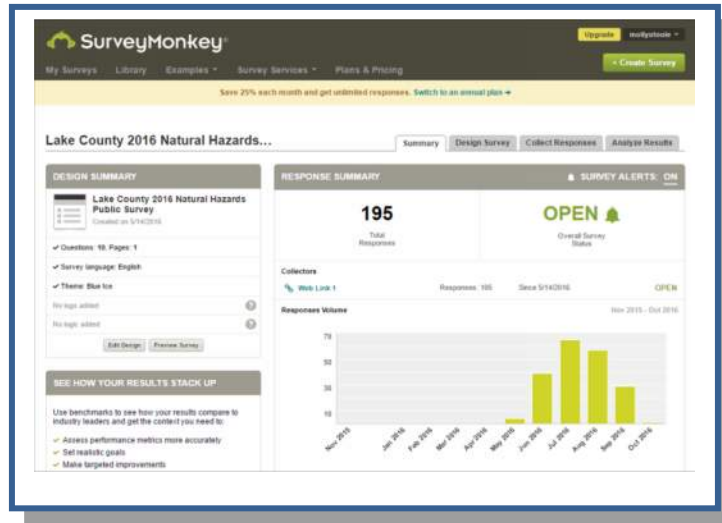 SurveyMonkey
Upgrade mollyotoole
My Surveys Library Examples Survey Services Plans & Pricing
+ Create Survey
Save 25% each month and get unlimited responses. Switch to an annual plan →
Lake County 2016 Natural Hazards...
Summary Design Survey Collect Responses Analyze Results
DESIGN SUMMARY
Lake County 2016 Natural Hazards
Public Survey
Created on 5/14/2016
✔ Questions: 10, Pages: 1
✔ Survey language: English
✔ Theme: Blue Ice
No tags added
No logic added
Edit Design Preview Survey
RESPONSE SUMMARY
SURVEY ALERTS: ON
195
Total
Responses
OPEN
Overall Survey
Status
Collectors
Web Link 1 Responses: 195 Since 5/14/2016 OPEN
Responses Volume Nov 2015 - Oct 2016
70
50
30
10
Nov 2015 Jan 2016 Feb 2016 Mar 2016 Apr 2016 May 2016 Jun 2016 Jul 2016 Aug 2016 Sep 2016 Oct 2016
SEE HOW YOUR RESULTS STACK UP
Use benchmarks to see how your results compare to
industry leaders and get the context you need to:
✔ Assess performance metrics more accurately
✔ Set realistic goals
✔ Make targeted improvements